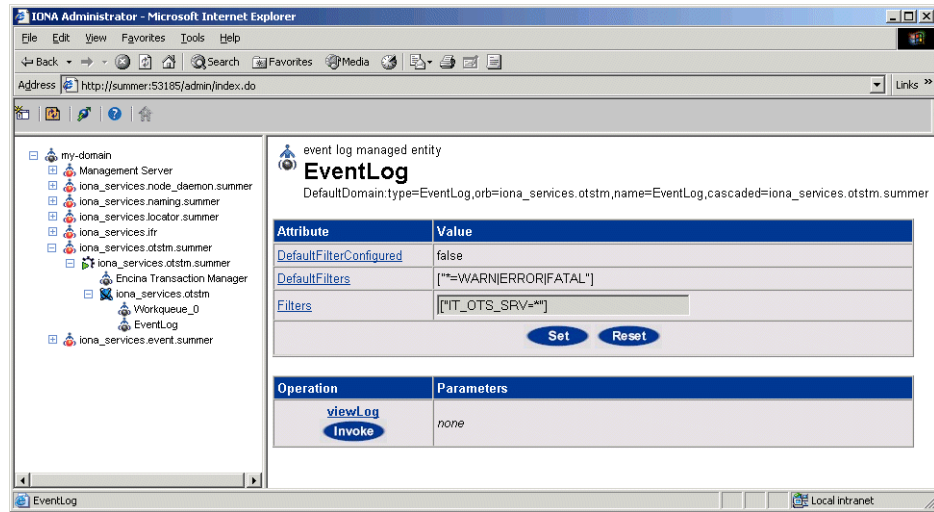 IONA Administrator - Microsoft Internet Explorer
File Edit View Favorites Tools Help
Back Search Favorites Media
Address http://summer:53185/admin/index.do Links »
my-domain
Management Server
iona_services.node_daemon.summer
iona_services.naming.summer
iona_services.locator.summer
iona_services.ifr
iona_services.otstm.summer
iona_services.otstm.summer
Encina Transaction Manager
iona_services.otstm
Workqueue_0
EventLog
iona_services.event.summer
event log managed entity
EventLog
DefaultDomain:type=EventLog,orb=iona_services.otstm,name=EventLog,cascaded=iona_services.otstm.summer
Attribute Value
DefaultFilterConfigured false
DefaultFilters ["*=WARN|ERROR|FATAL"]
Filters ["IT_OTS_SRV=*"]
Set Reset
Operation Parameters
viewLog
Invoke
none
EventLog Local intranet